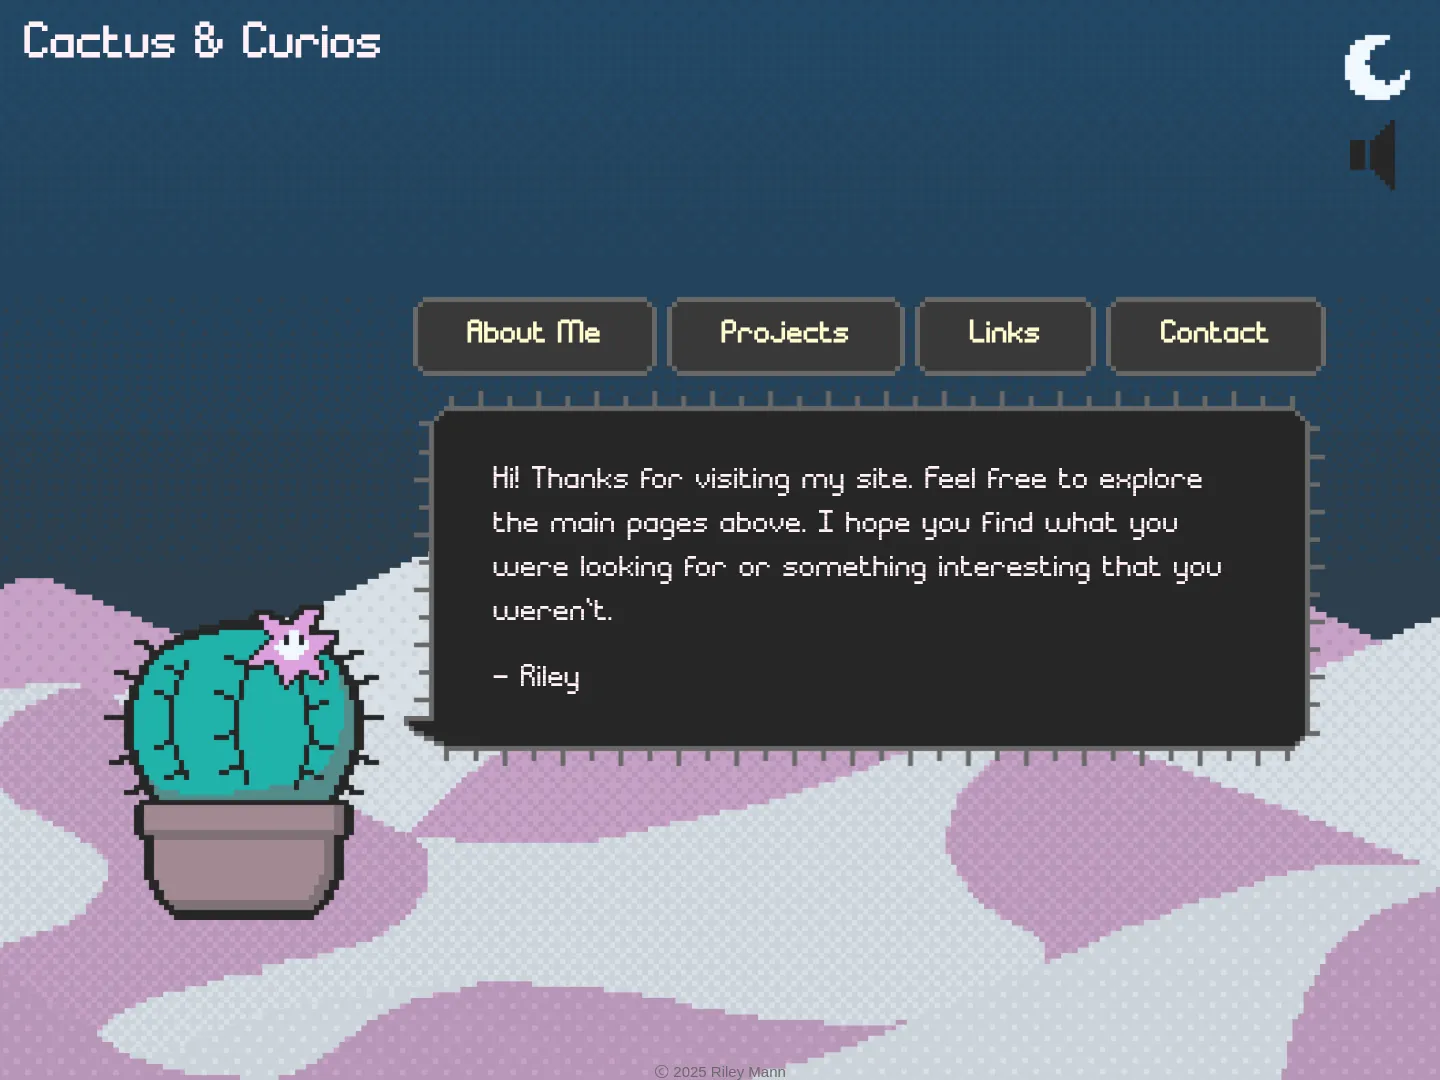 Cactus & Curios
About Me
Projects
Links
Contact
Hi! Thanks for visiting my site. Feel free to explore
the main pages above. I hope you find what you
were looking for or something interesting that you
weren't.
- Riley
© 2025 Riley Mann